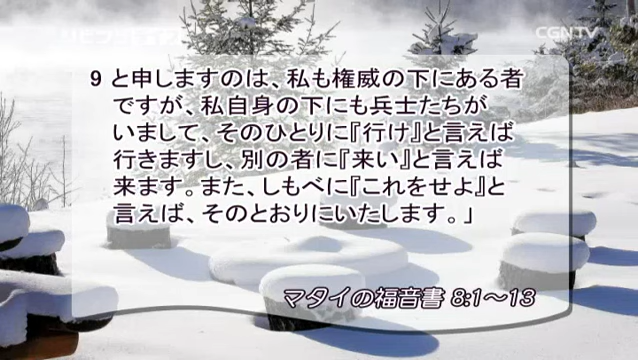 CGNTV
9 と申しますのは、私も権威の下にある者
ですが、私自身の下にも兵士たちが
いまして、そのひとりに『行け』と言えば
行きますし、別の者に『来い』と言えば
来ます。また、しもべに『これをせよ』と
言えば、そのとおりにいたします。」
マタイの福音書 8:1～13